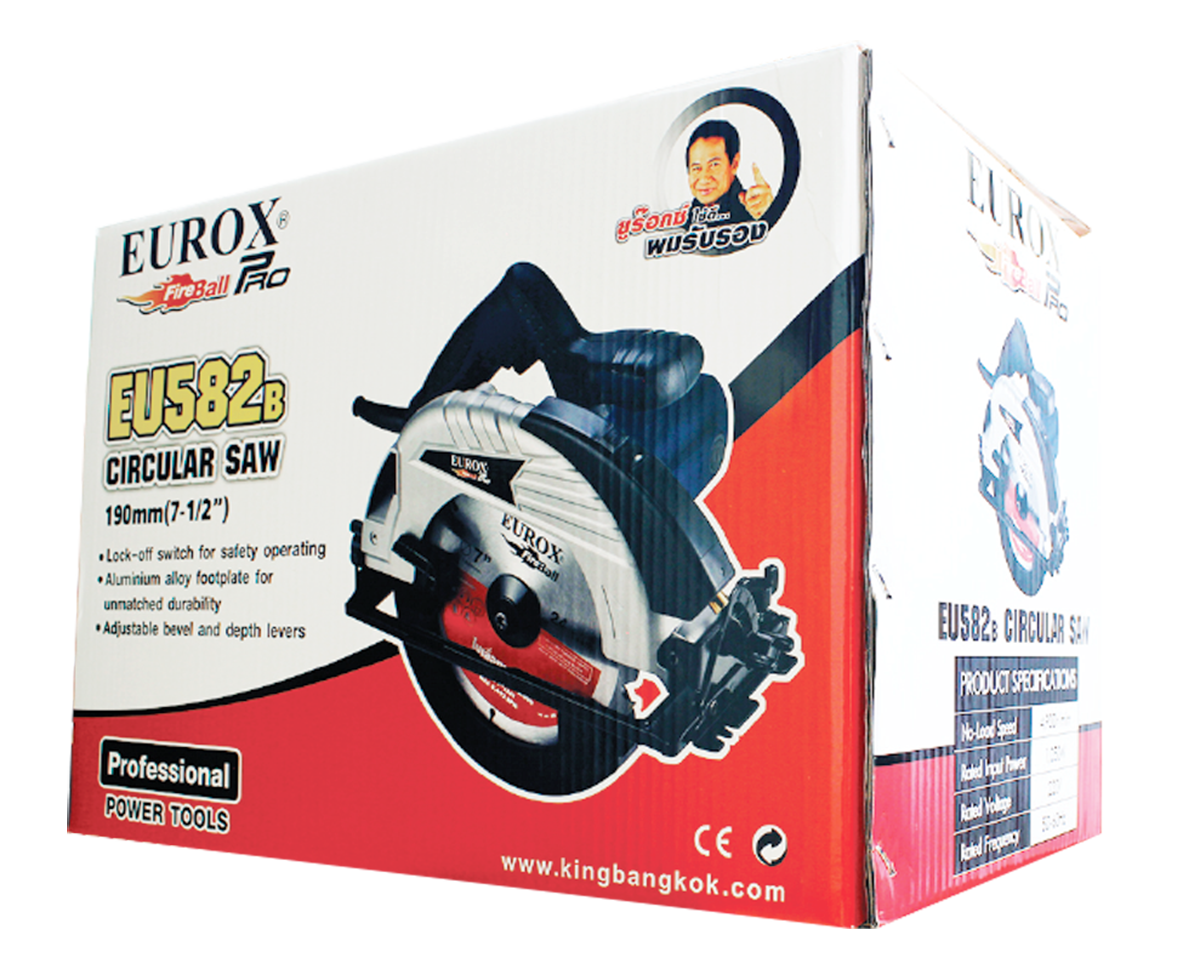 EUROX®
FireBall PRO
EU582B
CIRCULAR SAW
190mm(7-1/2")
•Lock-off switch for safety operating
•Aluminium alloy footplate for
unmatched durability
•Adjustable bevel and depth levers
Professional
POWER TOOLS
ยูร็อกซ์ ไปดี...
ผมรับรอง
EUROX
PRO
EUROX
FireBall
7"
24
CE
www.kingbangkok.com
EUROX
FireBall PRO
EU582B CIRCULAR SAW
PRODUCT SPECIFICATIONS
No-Load Speed
Rated Input Power
Rated Voltage
Rated Frequency